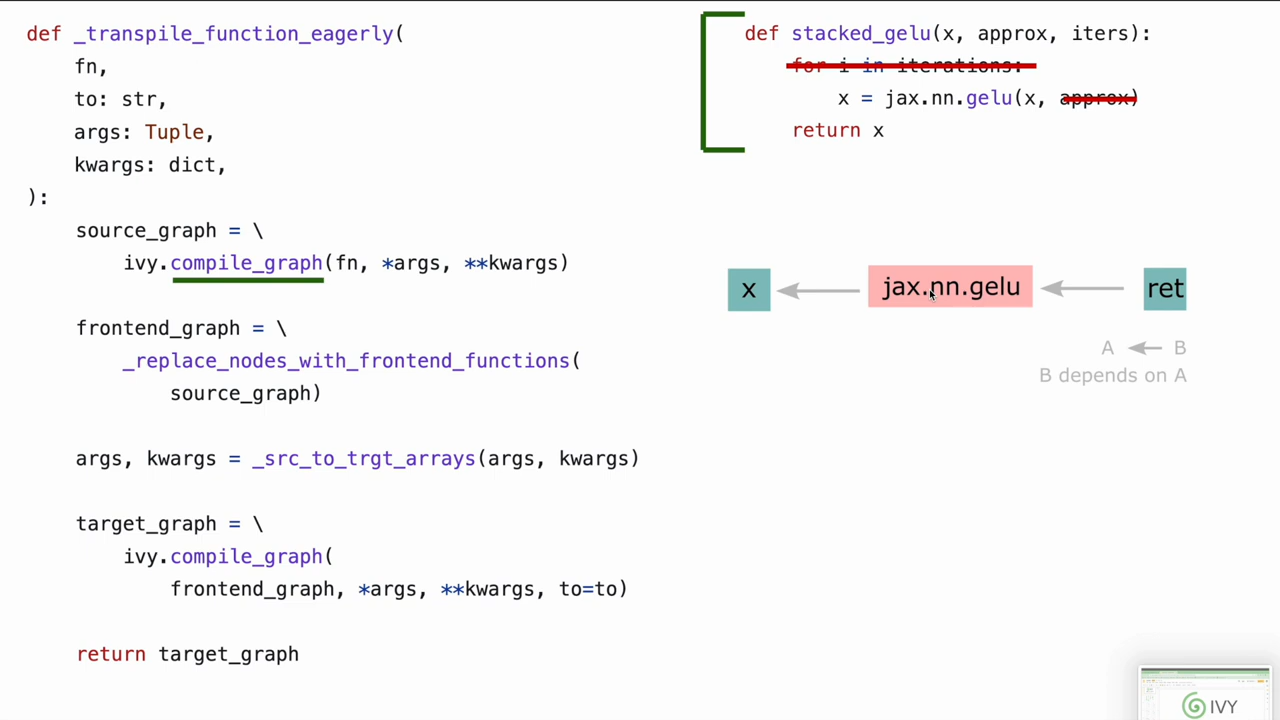 def _transpile_function_eagerly(
    fn,
    to: str,
    args: Tuple,
    kwargs: dict,
):
    source_graph = \
        ivy.compile_graph(fn, *args, **kwargs)
    frontend_graph = \
        _replace_nodes_with_frontend_functions(
            source_graph)
    args, kwargs = _src_to_trgt_arrays(args, kwargs)
    target_graph = \
        ivy.compile_graph(
            frontend_graph, *args, **kwargs, to=to)
    return target_graph
def stacked_gelu(x, approx, iters):
    for i in iterations:
        x = jax.nn.gelu(x, approx)
    return x
x jax.nn.gelu ret
A B
B depends on A
IVY